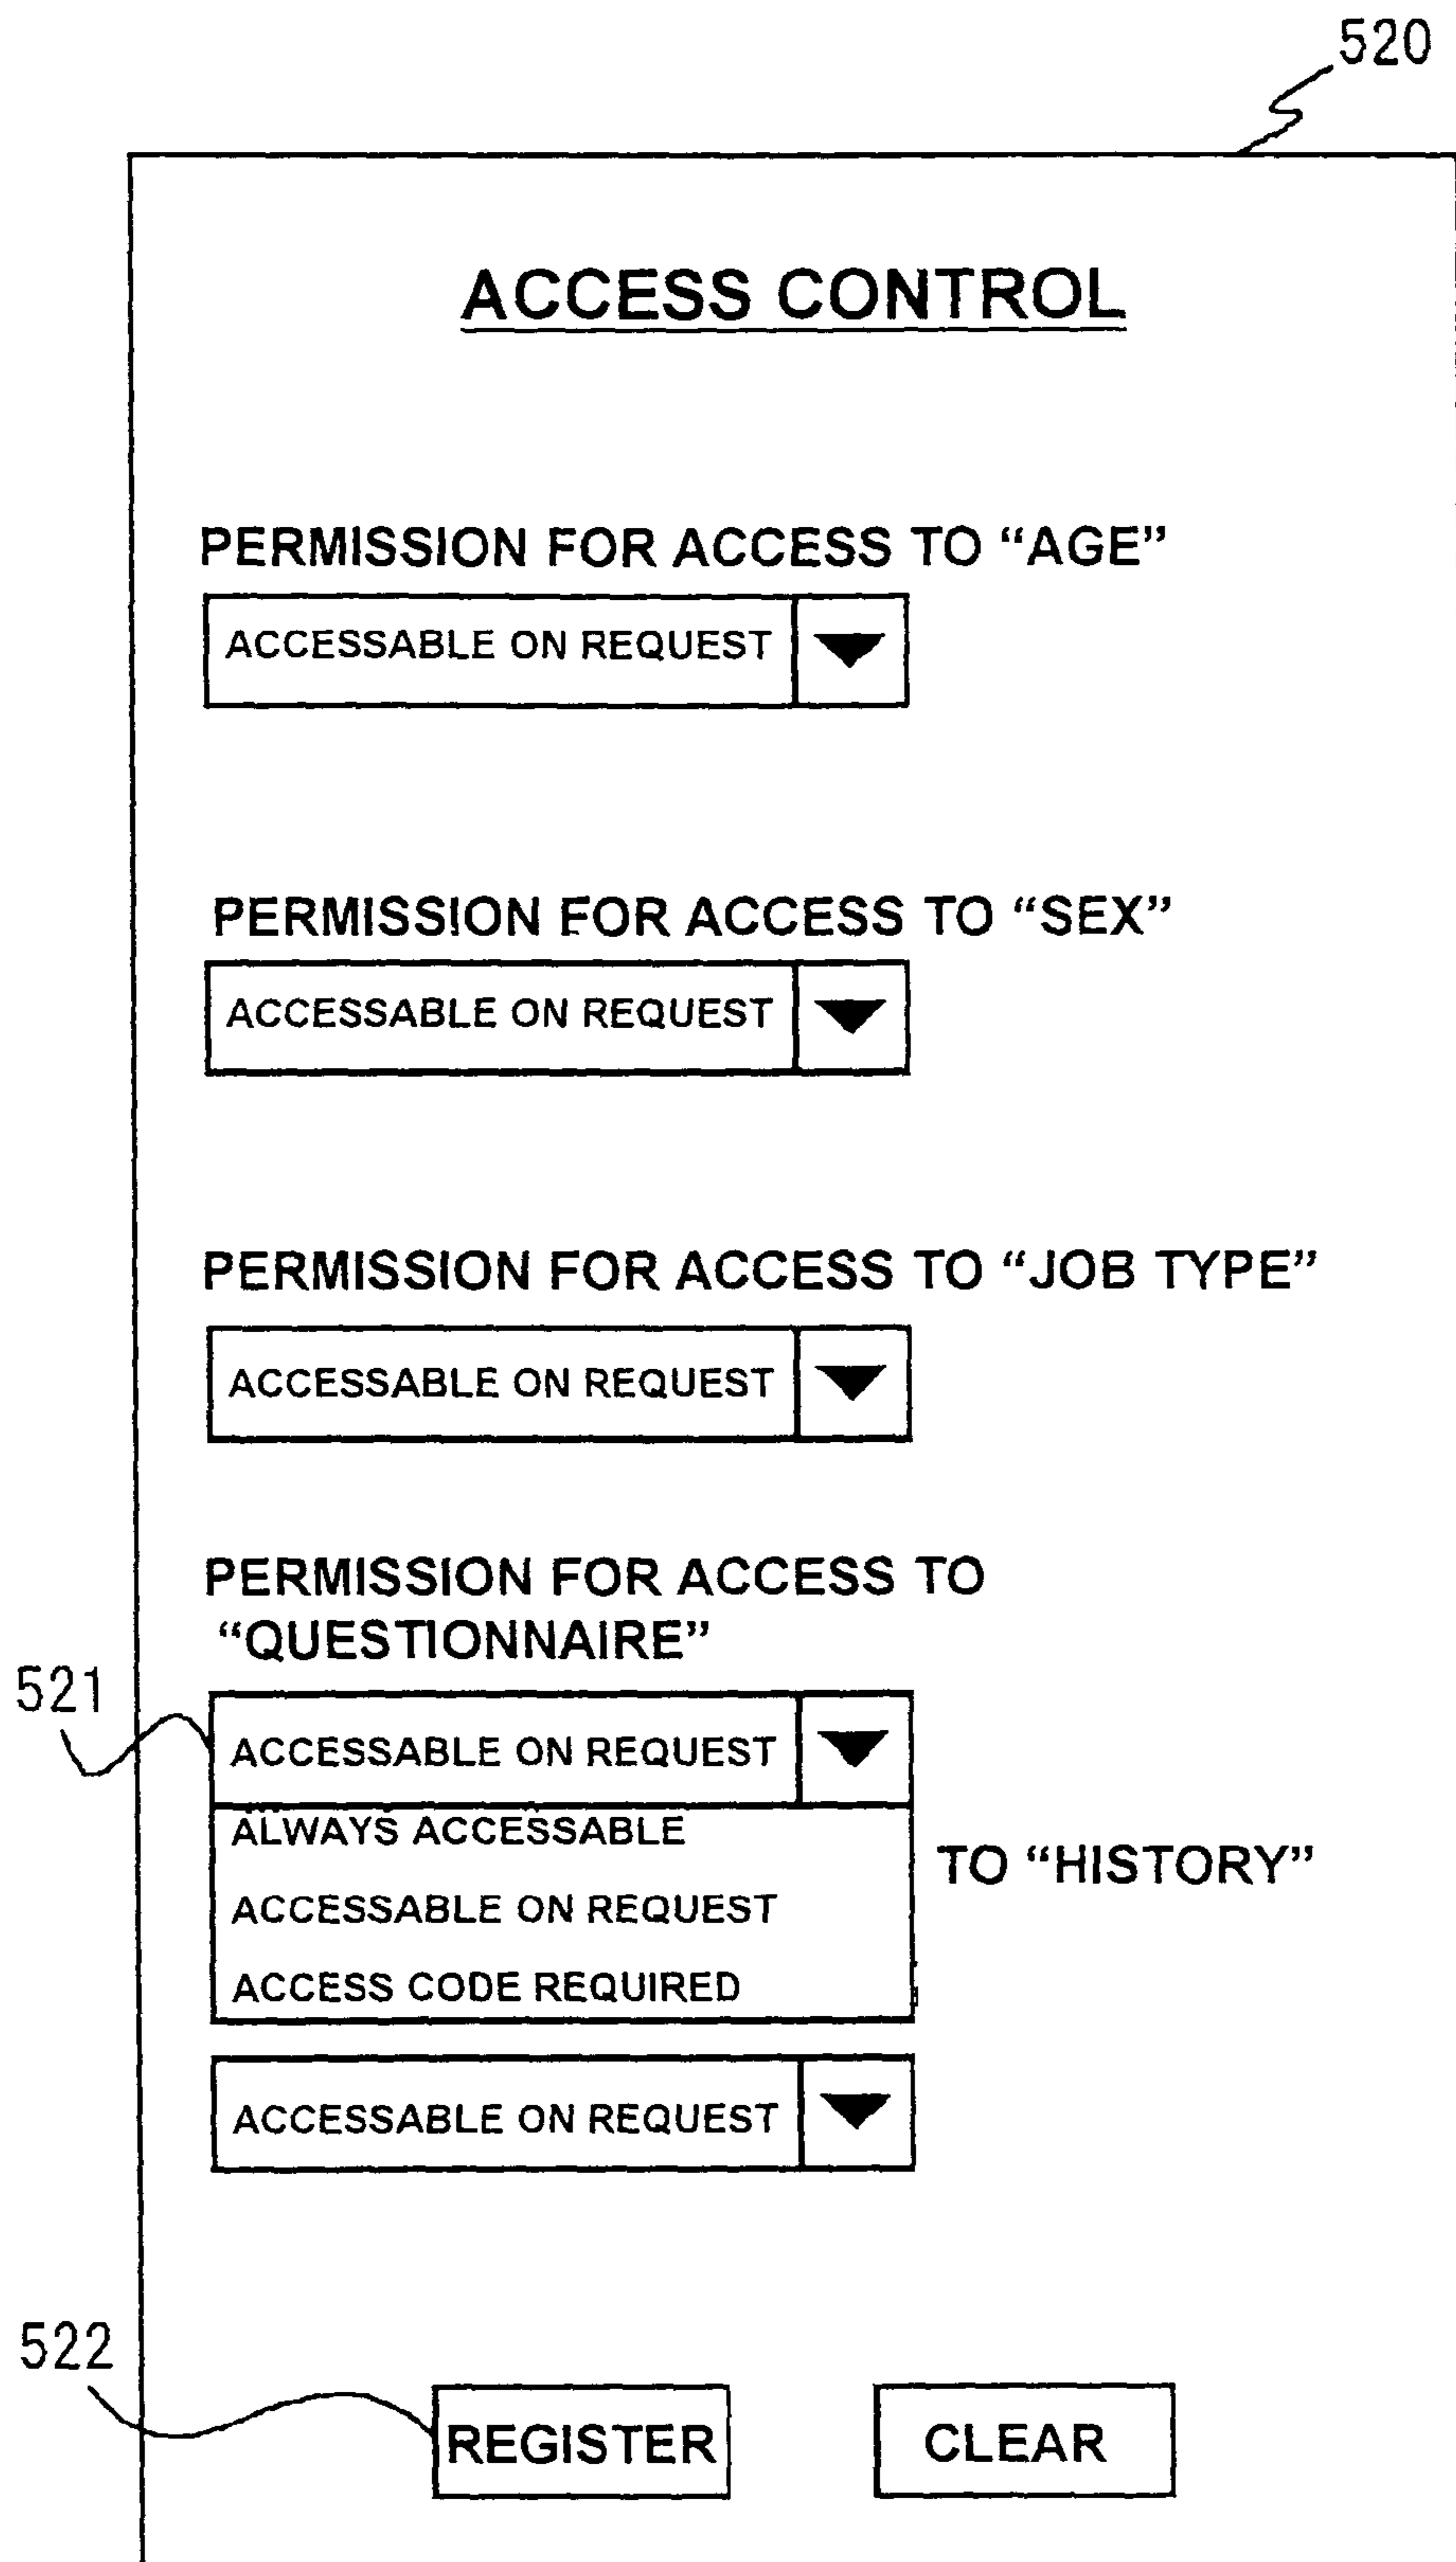 520
ACCESS CONTROL
PERMISSION FOR ACCESS TO “AGE”
ACCESSABLE ON REQUEST
PERMISSION FOR ACCESS TO “SEX”
ACCESSABLE ON REQUEST
PERMISSION FOR ACCESS TO “JOB TYPE”
ACCESSABLE ON REQUEST
PERMISSION FOR ACCESS TO
“QUESTIONNAIRE”
521
ACCESSABLE ON REQUEST
ALWAYS ACCESSABLE
TO “HISTORY”
ACCESSABLE ON REQUEST
ACCESS CODE REQUIRED
ACCESSABLE ON REQUEST
522
REGISTER CLEAR